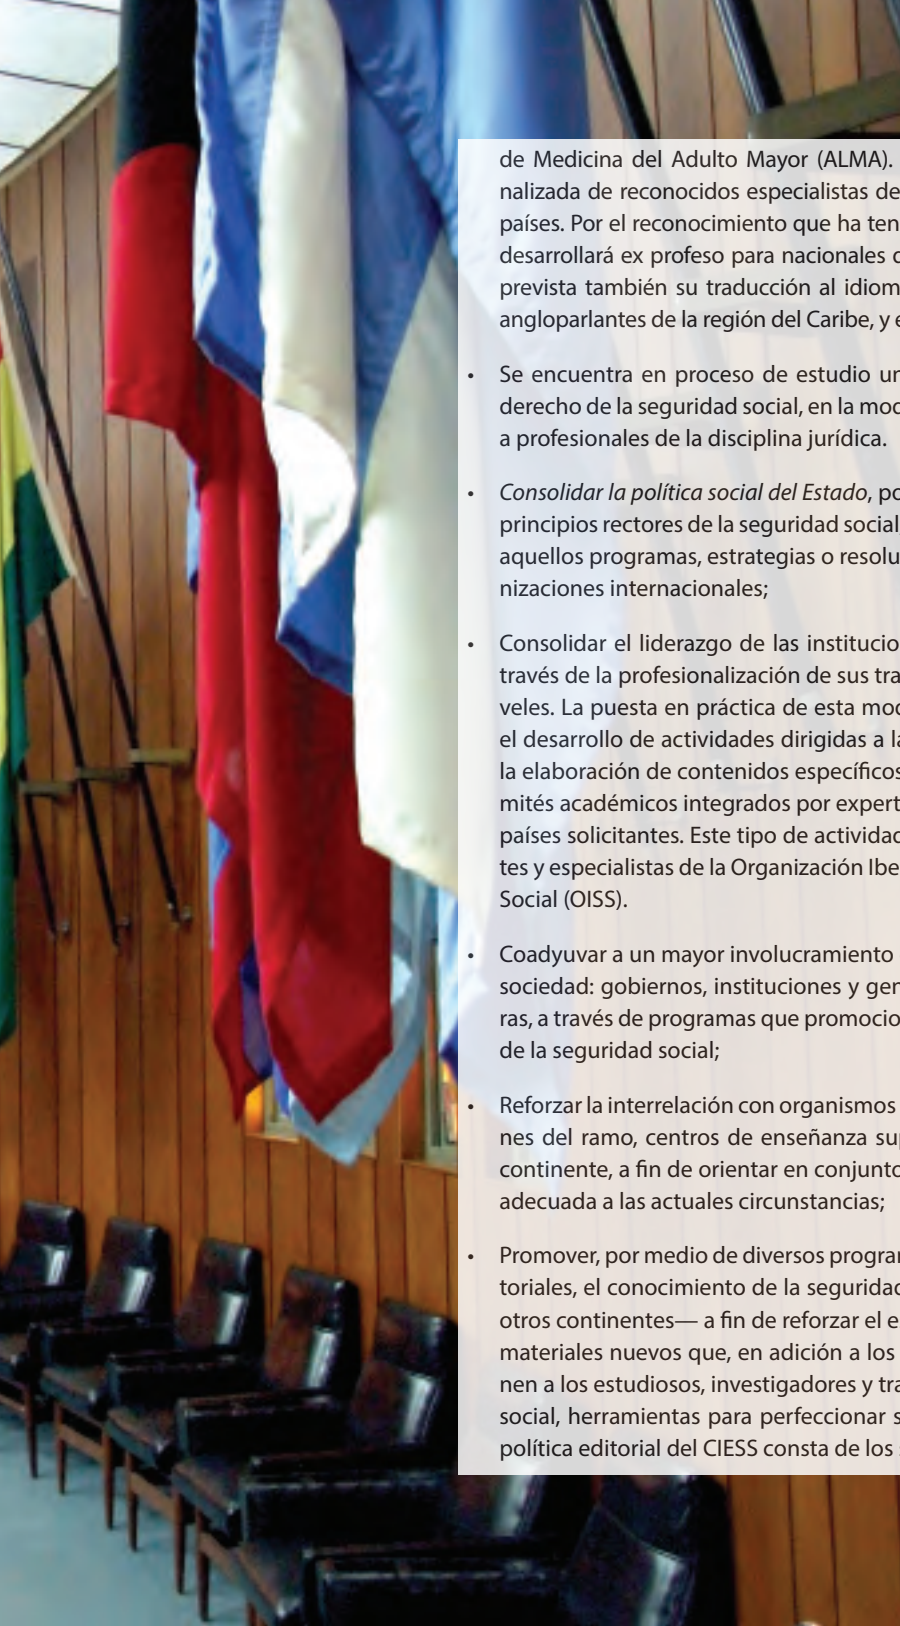 de Medicina del Adulto Mayor (ALMA).
nalizada de reconocidos especialistas de
países. Por el reconocimiento que ha ten
desarrollará ex profeso para nacionales
prevista también su traducción al idiom
angloparlantes de la región del Caribe, y
• Se encuentra en proceso de estudio un
derecho de la seguridad social, en la mod
a profesionales de la disciplina jurídica.
• Consolidar la política social del Estado, po
principios rectores de la seguridad social,
aquellos programas, estrategias o resolu
nizaciones internacionales;
• Consolidar el liderazgo de las institucio
través de la profesionalización de sus tra
veles. La puesta en práctica de esta mod
el desarrollo de actividades dirigidas a la
la elaboración de contenidos específicos
mités académicos integrados por expert
países solicitantes. Este tipo de actividad
tes y especialistas de la Organización Ibe
Social (OISS).
• Coadyuvar a un mayor involucramiento
sociedad: gobiernos, instituciones y gen
ras, a través de programas que promocio
de la seguridad social;
• Reforzar la interrelación con organismos
nes del ramo, centros de enseñanza sup
continente, a fin de orientar en conjunto
adecuada a las actuales circunstancias;
• Promover, por medio de diversos program
toriales, el conocimiento de la seguridad
otros continentes— a fin de reforzar el e
materiales nuevos que, en adición a los
nen a los estudiosos, investigadores y tra
social, herramientas para perfeccionar s
política editorial del CIESS consta de los